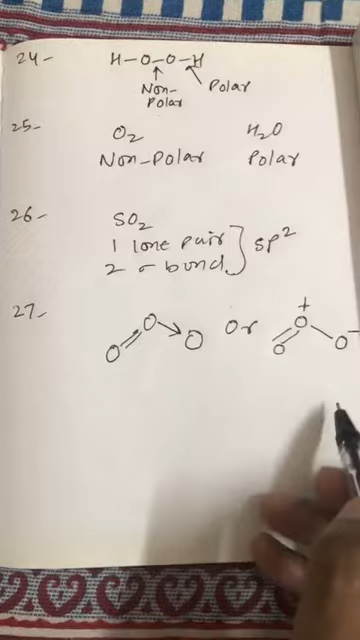 24- H-O-O-H
Non-Polar Polar
25- O₂ H₂O
Non-Polar Polar
26- SO₂
1 lone pair
2 σ bond
sp²
27- O=O→O Or O=O⁺-O⁻